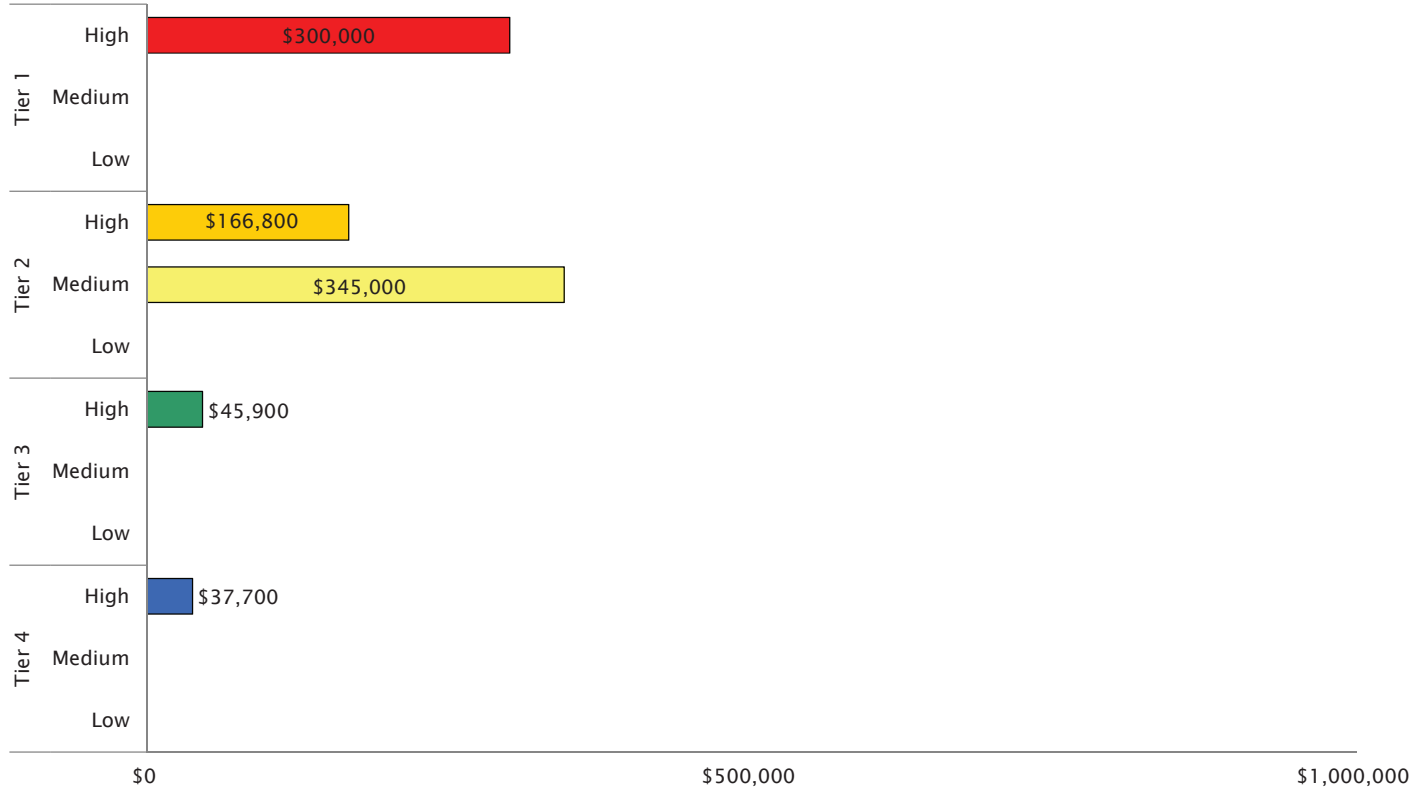 Tier 1
High
$300,000
Medium
Low
Tier 2
High
$166,800
Medium
$345,000
Low
Tier 3
High
$45,900
Medium
Low
Tier 4
High
$37,700
Medium
Low
$0
$500,000
$1,000,000